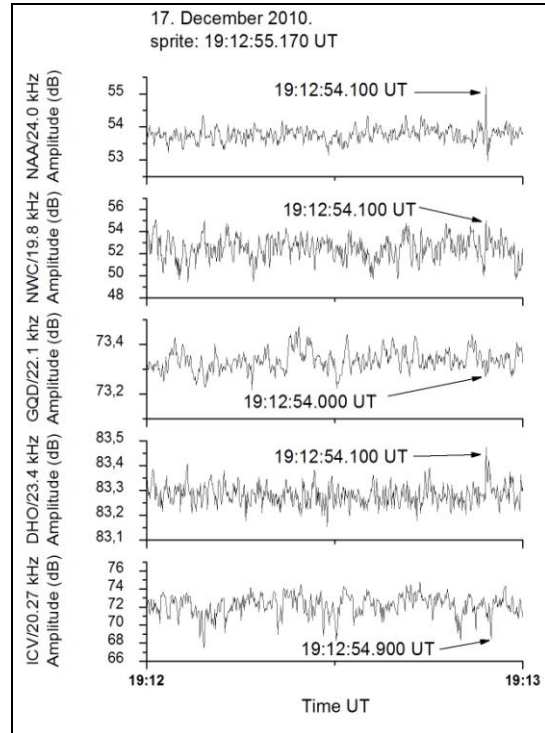 17. December 2010.
sprite: 19:12:55.170 UT
NAA/24.0 kHz
Amplitude (dB)
55
54
53
19:12:54.100 UT
NWC/19.8 kHz
Amplitude (dB)
56
54
52
50
48
19:12:54.100 UT
GQD/22.1 khz
Amplitude (dB)
73,4
73,2
19:12:54.000 UT
DHO/23.4 kHz
Amplitude (dB)
83,5
83,4
83,3
83,2
83,1
19:12:54.100 UT
ICV/20.27 kHz
Amplitude (dB)
76
74
72
70
68
66
19:12:54.900 UT
19:12
19:13
Time UT